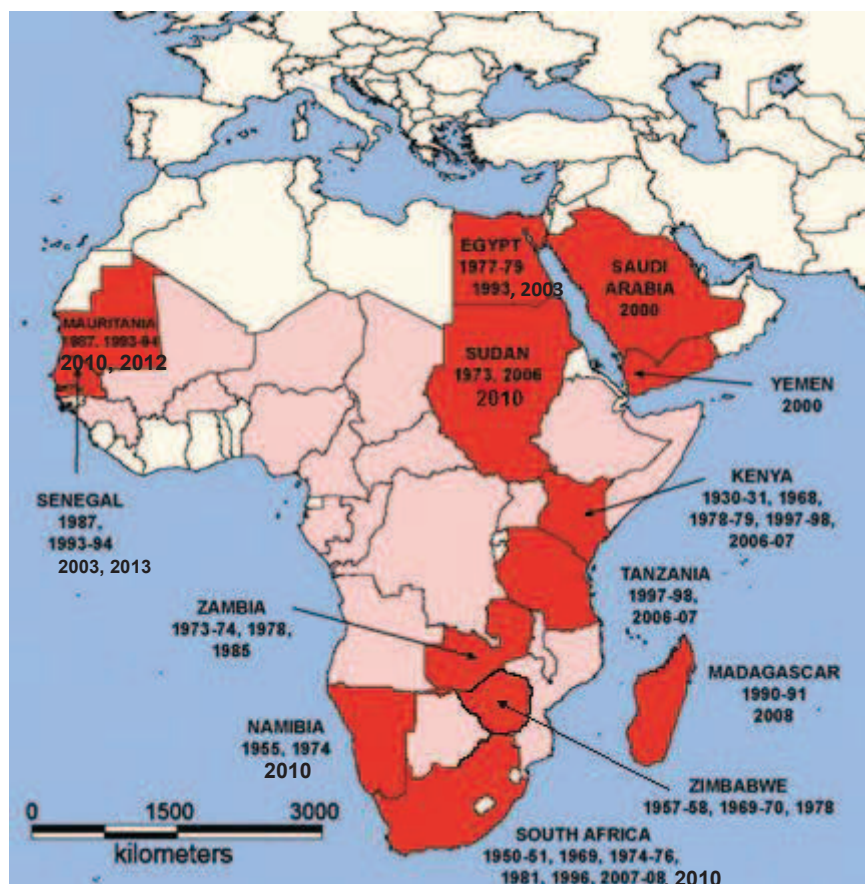 EGYPT
1977-79
1993, 2003
SAUDI
ARABIA
2000
MAURITANIA
1987, 1993-94
2010, 2012
SUDAN
1973, 2006
2010
YEMEN
2000
KENYA
1930-31, 1968,
1978-79, 1997-98,
2006-07
SENEGAL
1987,
1993-94
2003, 2013
TANZANIA
1997-98,
2006-07
ZAMBIA
1973-74, 1978,
1985
MADAGASCAR
1990-91
2008
NAMIBIA
1955, 1974
2010
ZIMBABWE
1957-58, 1969-70, 1978
0 1500 3000
kilometers
SOUTH AFRICA
1950-51, 1969, 1974-76,
1981, 1996, 2007-08, 2010